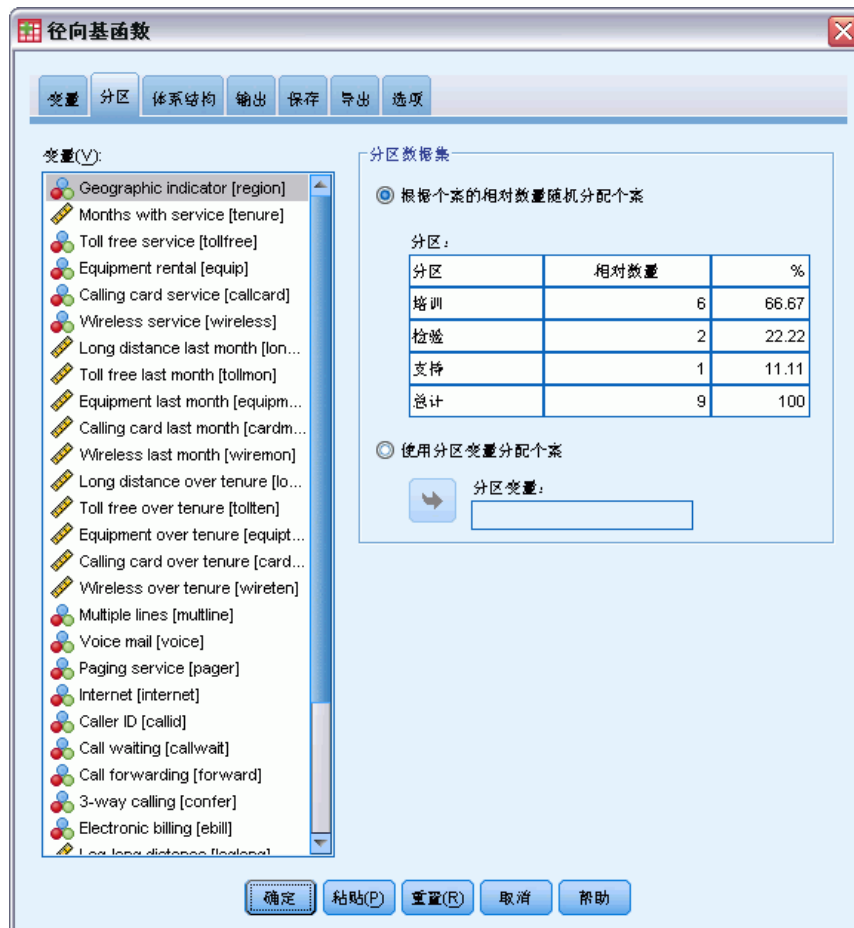 径向基函数
变量 分区 体系结构 输出 保存 导出 选项
变量(V):
Geographic indicator [region]
Months with service [tenure]
Toll free service [tollfree]
Equipment rental [equip]
Calling card service [callcard]
Wireless service [wireless]
Long distance last month [lon...
Toll free last month [tollmon]
Equipment last month [equipm...
Calling card last month [cardm...
Wireless last month [wiremon]
Long distance over tenure [lo...
Toll free over tenure [tollten]
Equipment over tenure [equipt...
Calling card over tenure [card...
Wireless over tenure [wireten]
Multiple lines [multline]
Voice mail [voice]
Paging service [pager]
Internet [internet]
Caller ID [callid]
Call waiting [callwait]
Call forwarding [forward]
3-way calling [confer]
Electronic billing [ebill]
Log-long distance [loglong]
分区数据集
根据个案的相对数量随机分配个案
分区:
分区 相对数量 %
培训 6 66.67
检验 2 22.22
支持 1 11.11
总计 9 100
使用分区变量分配个案
分区变量:
确定 粘贴(P) 重置(R) 取消 帮助